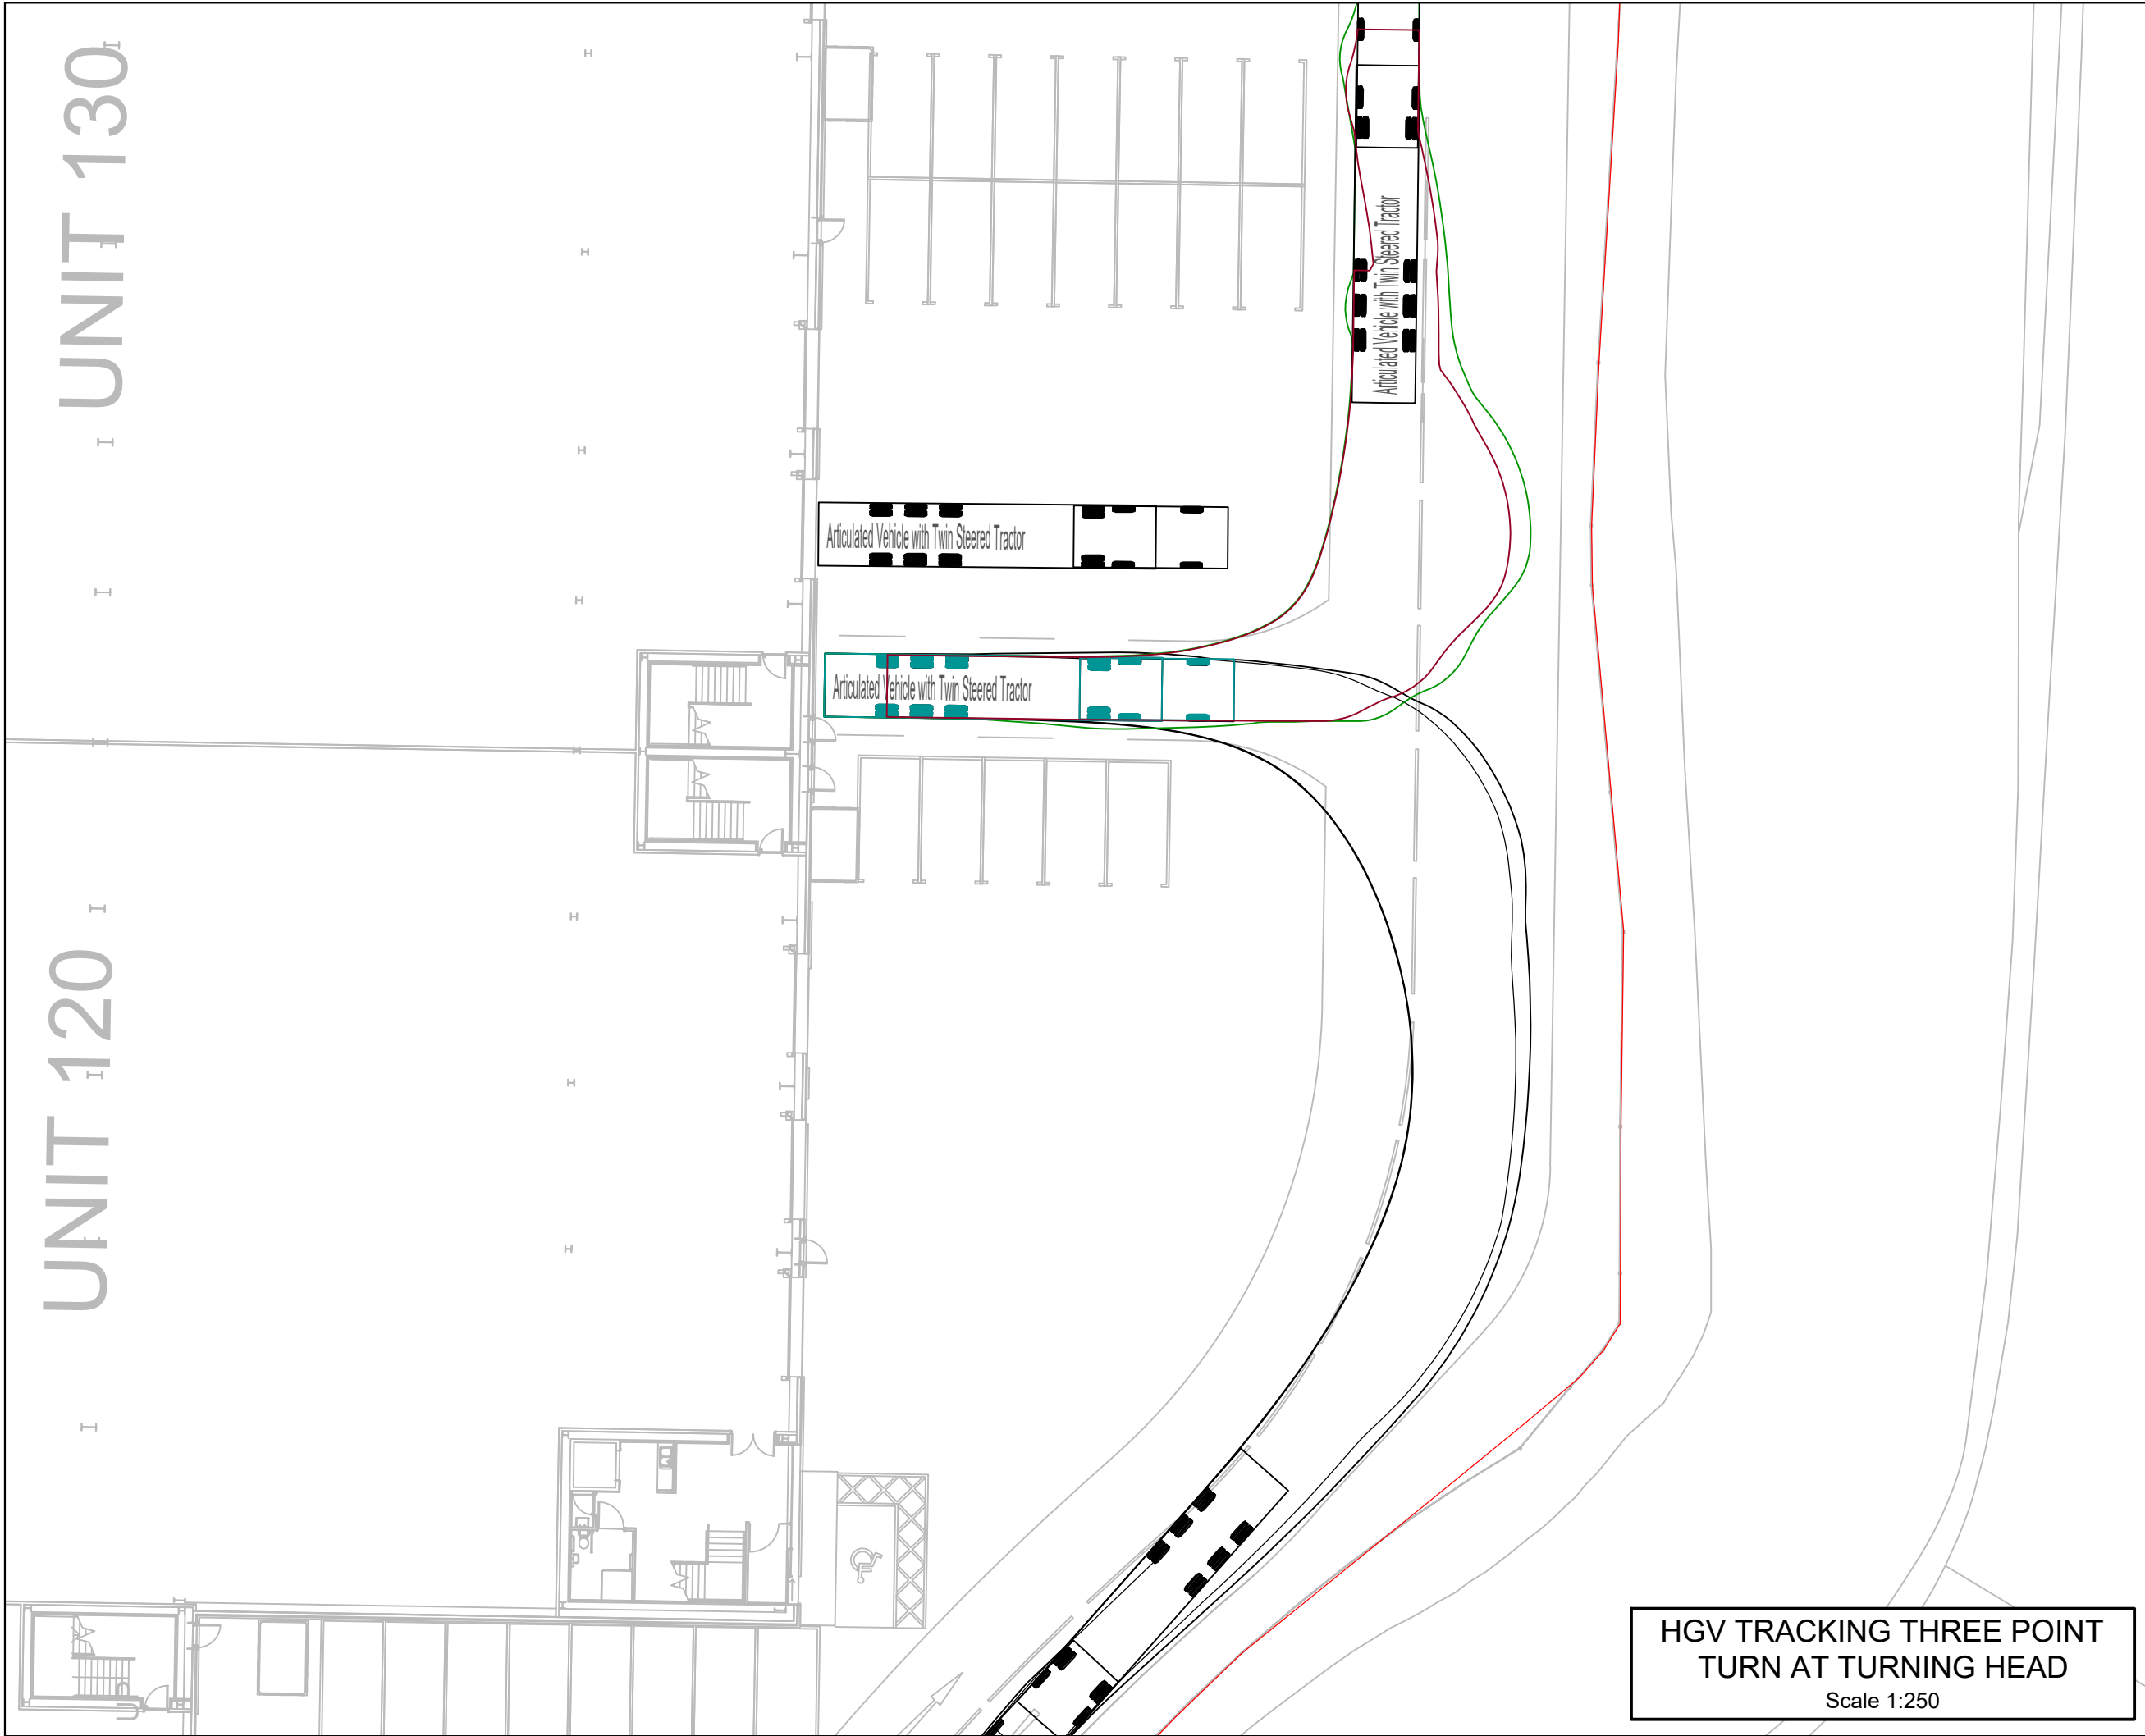 UNIT 130
Articulated Vehicle with Twin Steered Tractor
Articulated Vehicle with Twin Steered Tractor
Articulated Vehicle with Twin Steered Tractor
UNIT 120
HGV TRACKING THREE POINT
TURN AT TURNING HEAD
Scale 1:250